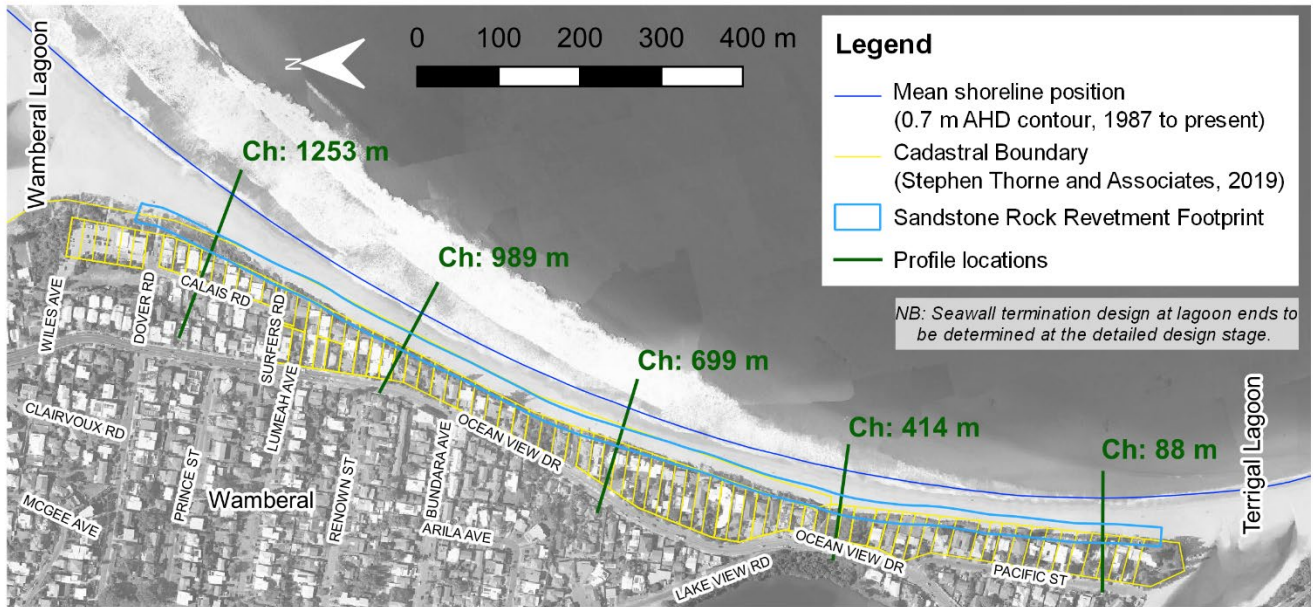 0 100 200 300 400 m
N
Legend
Mean shoreline position
(0.7 m AHD contour, 1987 to present)
Cadastral Boundary
(Stephen Thorne and Associates, 2019)
Sandstone Rock Revetment Footprint
Profile locations
NB: Seawall termination design at lagoon ends to
be determined at the detailed design stage.
Wamberal Lagoon
Ch: 1253 m
Ch: 989 m
Ch: 699 m
Ch: 414 m
Ch: 88 m
Terrigal Lagoon
WILES AVE
DOVER RD
CALAIS RD
SURFERS RD
LUMEAH AVE
CLAIRVOUX RD
PRINCE ST
MCGEE AVE
Wamberal
RENOWN ST
BUNDARA AVE
ARILA AVE
OCEAN VIEW DR
LAKE VIEW RD
OCEAN VIEW DR
PACIFIC ST